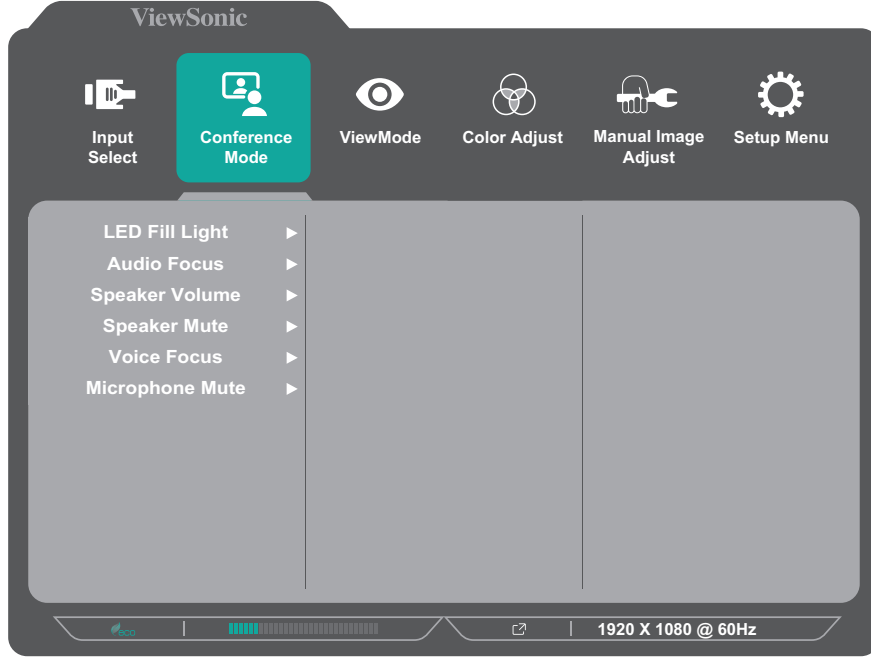 ViewSonic
Input
Select
Conference
Mode
ViewMode
Color Adjust
Manual Image
Adjust
Setup Menu
LED Fill Light
Audio Focus
Speaker Volume
Speaker Mute
Voice Focus
Microphone Mute
eco
1920 X 1080 @ 60Hz